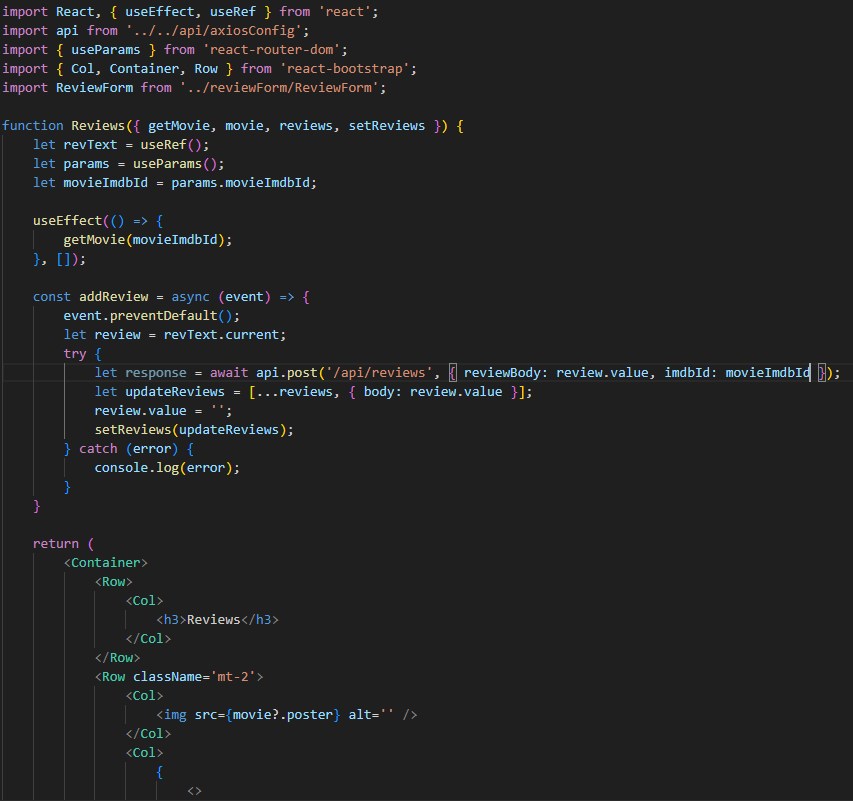 import React, { useEffect, useRef } from 'react';
import api from '../../api/axiosConfig';
import { useParams } from 'react-router-dom';
import { Col, Container, Row } from 'react-bootstrap';
import ReviewForm from '../reviewForm/ReviewForm';

function Reviews({ getMovie, movie, reviews, setReviews }) {
    let revText = useRef();
    let params = useParams();
    let movieImdbId = params.movieImdbId;

    useEffect(() => {
        getMovie(movieImdbId);
    }, []);

    const addReview = async (event) => {
        event.preventDefault();
        let review = revText.current;
        try {
            let response = await api.post('/api/reviews', { reviewBody: review.value, imdbId: movieImdbId });
            let updateReviews = [...reviews, { body: review.value }];
            review.value = '';
            setReviews(updateReviews);
        } catch (error) {
            console.log(error);
        }
    }

    return (
        <Container>
            <Row>
                <Col>
                    <h3>Reviews</h3>
                </Col>
            </Row>
            <Row className='mt-2'>
                <Col>
                    <img src={movie?.poster} alt='' />
                </Col>
                <Col>
                    {
                        <>